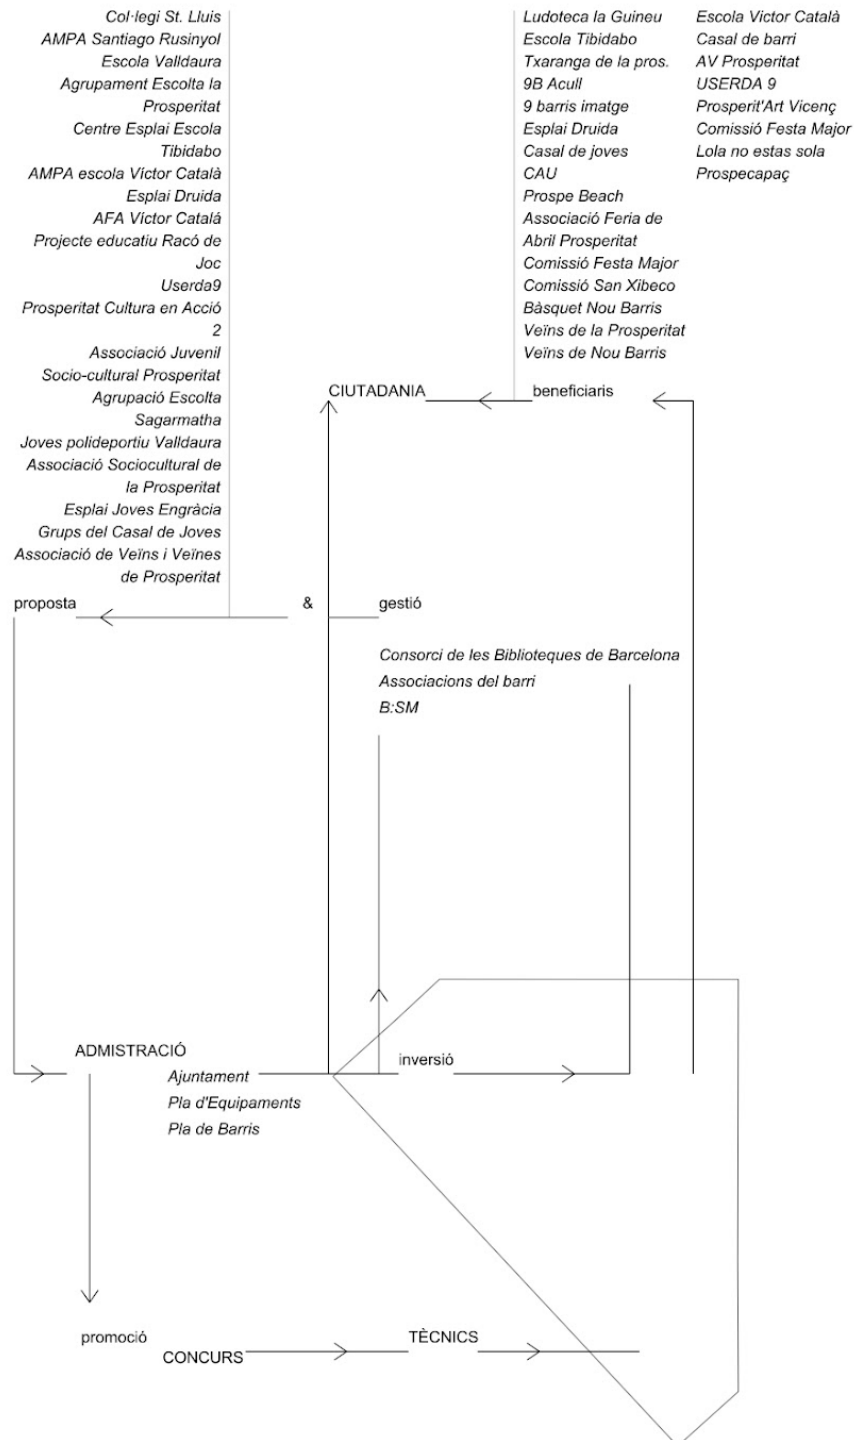 Col·legi St. Lluis
AMPA Santiago Rusinyol
Escola Valldaura
Agrupament Escolta la
Prosperitat
Centre Esplai Escola
Tibidabo
AMPA escola Víctor Català
Esplai Druida
AFA Víctor Catalá
Projecte educatiu Racó de
Joc
Userda9
Prosperitat Cultura en Acció
2
Associació Juvenil
Socio-cultural Prosperitat
Agrupació Escolta
Sagarmatha
Joves polideportiu Valldaura
Associació Sociocultural de
la Prosperitat
Esplai Joves Engràcia
Grups del Casal de Joves
Associació de Veïns i Veïnes
de Prosperitat
Ludoteca la Guineu
Escola Tibidabo
Txaranga de la pros.
9B Acull
9 barris imatge
Esplai Druida
Casal de joves
CAU
Prospe Beach
Associació Feria de
Abril Prosperitat
Comissió Festa Major
Comissió San Xibeco
Bàsquet Nou Barris
Veïns de la Prosperitat
Veïns de Nou Barris
Escola Victor Català
Casal de barri
AV Prosperitat
USERDA 9
Prosperit'Art Vicenç
Comissió Festa Major
Lola no estas sola
Prospecapaç
CIUTADANIA
beneficiaris
proposta
&
gestió
Consorci de les Biblioteques de Barcelona
Associacions del barri
B:SM
ADMISTRACIÓ
Ajuntament
Pla d'Equipaments
Pla de Barris
inversió
promoció
CONCURS
TÈCNICS